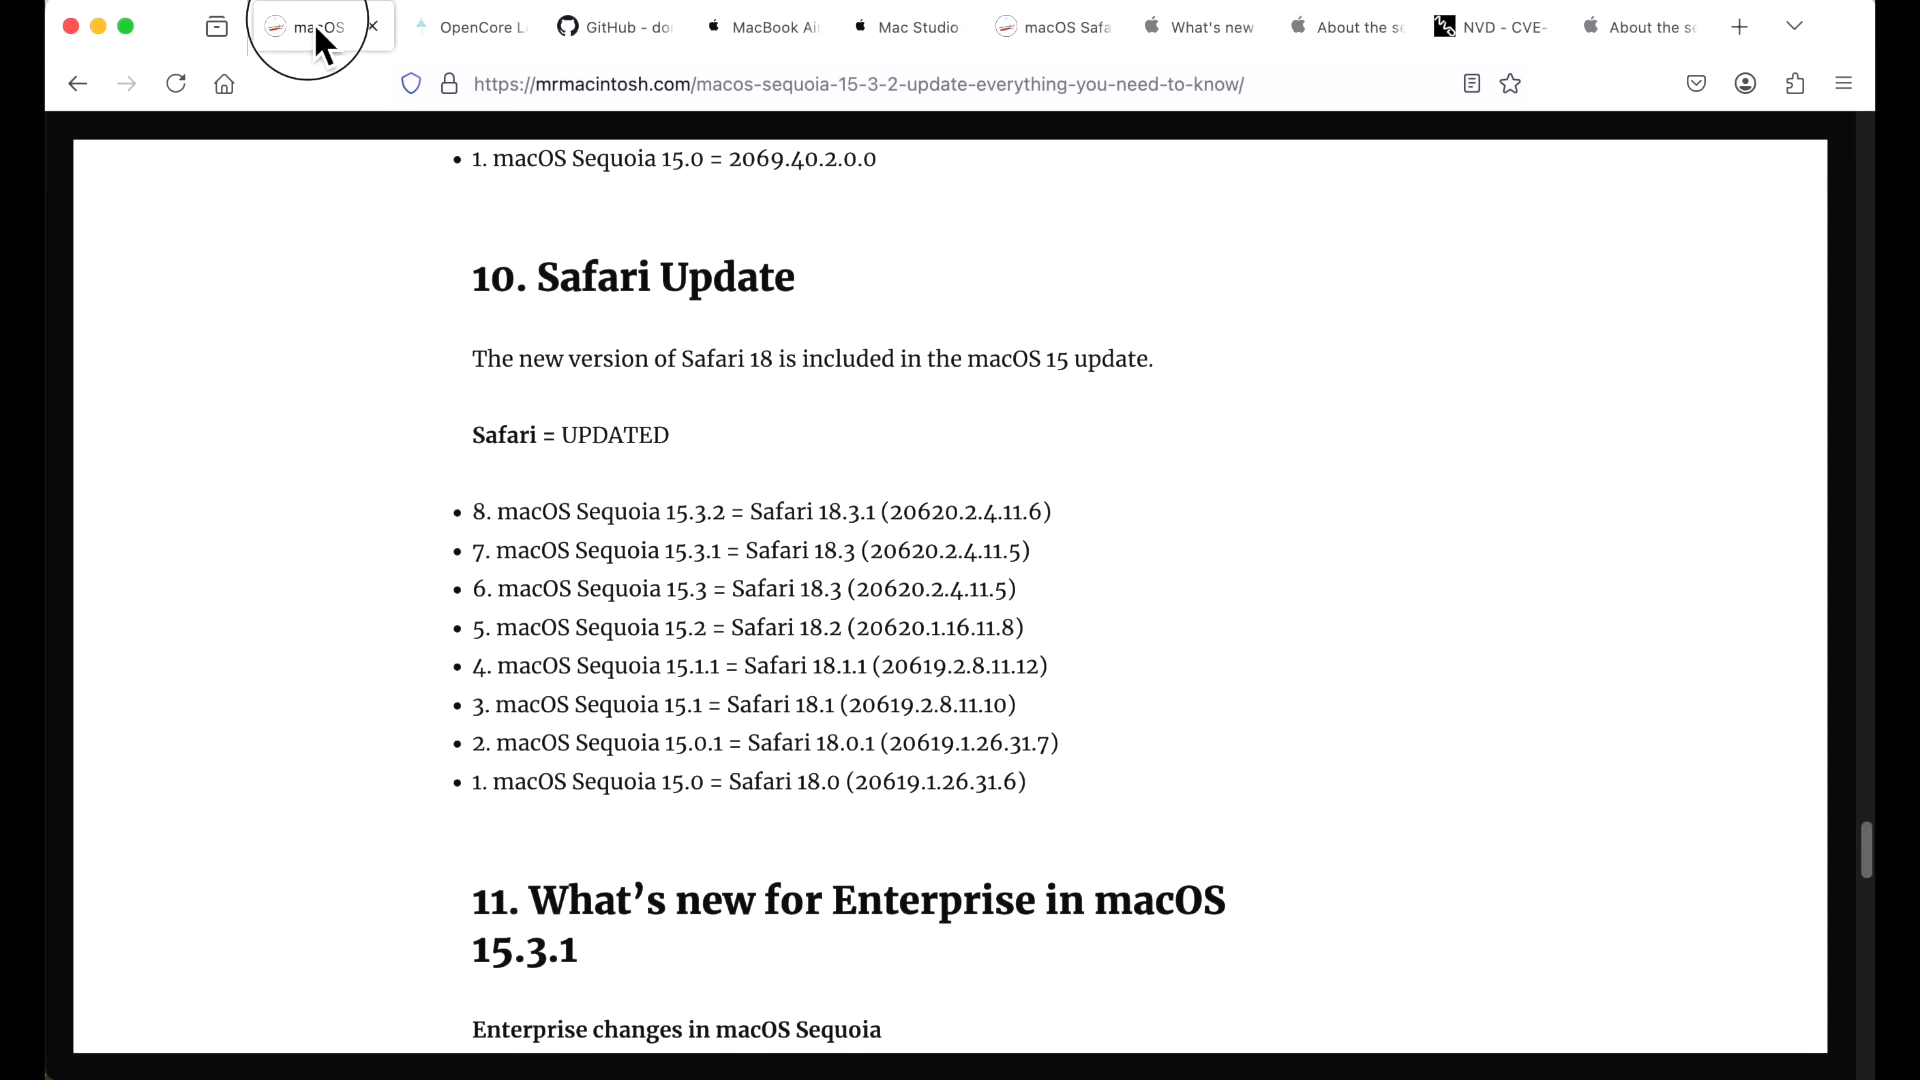 macOS
OpenCore L
GitHub - do
MacBook Ai
Mac Studio
macOS Safa
What's new
About the s
NVD - CVE-
About the s
https://mrmacintosh.com/macos-sequoia-15-3-2-update-everything-you-need-to-know/
• 1. macOS Sequoia 15.0 = 2069.40.2.0.0
10. Safari Update
The new version of Safari 18 is included in the macOS 15 update.
Safari = UPDATED
• 8. macOS Sequoia 15.3.2 = Safari 18.3.1 (20620.2.4.11.6)
• 7. macOS Sequoia 15.3.1 = Safari 18.3 (20620.2.4.11.5)
• 6. macOS Sequoia 15.3 = Safari 18.3 (20620.2.4.11.5)
• 5. macOS Sequoia 15.2 = Safari 18.2 (20620.1.16.11.8)
• 4. macOS Sequoia 15.1.1 = Safari 18.1.1 (20619.2.8.11.12)
• 3. macOS Sequoia 15.1 = Safari 18.1 (20619.2.8.11.10)
• 2. macOS Sequoia 15.0.1 = Safari 18.0.1 (20619.1.26.31.7)
• 1. macOS Sequoia 15.0 = Safari 18.0 (20619.1.26.31.6)
11. What's new for Enterprise in macOS
15.3.1
Enterprise changes in macOS Sequoia